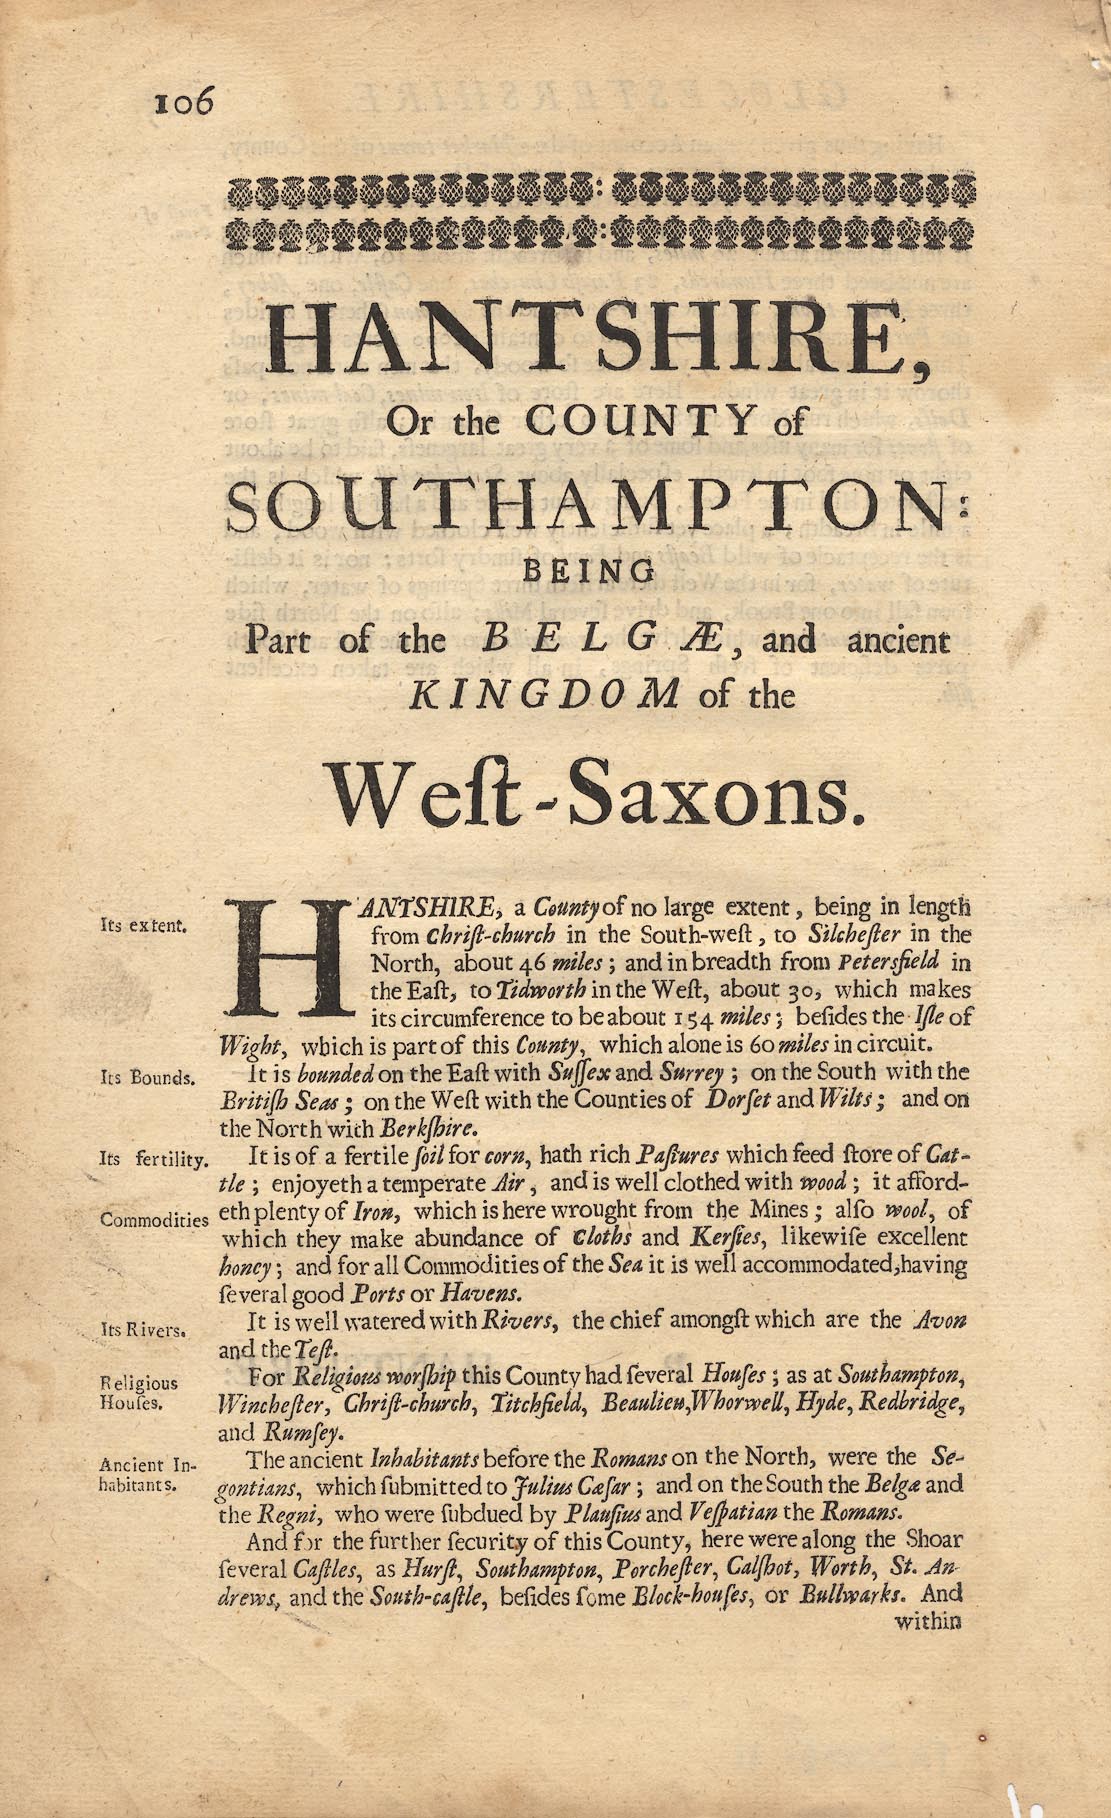 106
HANTSHIRE,
Or the COUNTY of
SOUTHAMPTON:
BEING
Part of the BELGÆ, and ancient
KINGDOM of the
Weſt-Saxons.
Its extent.
HANTSHIRE, a County of no large extent, being in length
from Chriſt-church in the South-weſt, to Silcheſter in the
North, about 46 miles; and in breadth from Petersfield in
the Eaſt, to Tidworth in the Weſt, about 30, which makes
its circumference to be about 154 miles; beſides the Iſle of
Wight, which is part of this County, which alone is 60 miles in circuit.
Its Bounds.
It is bounded on the Eaſt with Suſſex and Surrey; on the South with the
Britiſh Seas; on the Weſt with the Counties of Dorſet and Wilts; and on
the North with Berkſhire.
Its fertility.
It is of a fertile ſoil for corn, hath rich Paſtures which feed ſtore of Cat-
tle; enjoyeth a temperate Air, and is well clothed with wood; it afford-
Commodities
eth plenty of Iron, which is here wrought from the Mines; alſo wool, of
which they make abundance of Cloths and Kerſies, likewiſe excellent
honey; and for all Commodities of the Sea it is well accommodated, having
ſeveral good Ports or Havens.
Its Rivers.
It is well watered with Rivers, the chief amongſt which are the Avon
and the Teſt.
Religious
Houſes.
For Religious worſhip this County had ſeveral Houſes; as at Southampton,
Wincheſter, Chriſt-church, Titchfield, Beaulieu, Whorwell, Hyde, Redbridge,
and Rumſey.
Ancient In-
habitants.
The ancient Inhabitants before the Romans on the North, were the Se-
gontians, which ſubmitted to Julius Cæſar; and on the South the Belgæ and
the Regni, who were ſubdued by Plauſius and Veſpatian the Romans.
And for the further ſecurity of this County, here were along the Shoar
ſeveral Caſtles, as Hurſt, Southampton, Porcheſter, Calſhot, Worth, St. An-
drews, and the South-caſtle, beſides ſome Block-houſes, or Bullwarks. And
within